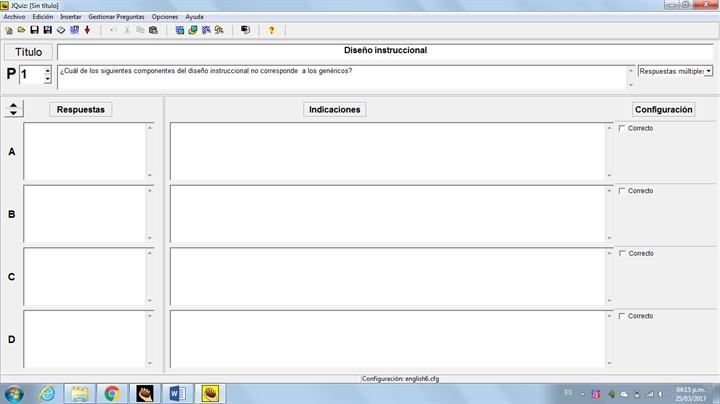 JQuiz: [Sin título]
Archivo Edición Insertar Gestionar Preguntas Opciones Ayuda
Título
Diseño instruccional
P 1
¿Cuál de los siguientes componentes del diseño instruccional no corresponde a los genéricos?
Respuestas múltiples
Respuestas Indicaciones Configuración
A
Correcto
B
Correcto
C
Correcto
D
Correcto
Configuración: english6.cfg
ES
04:15 p.m.
25/03/2017